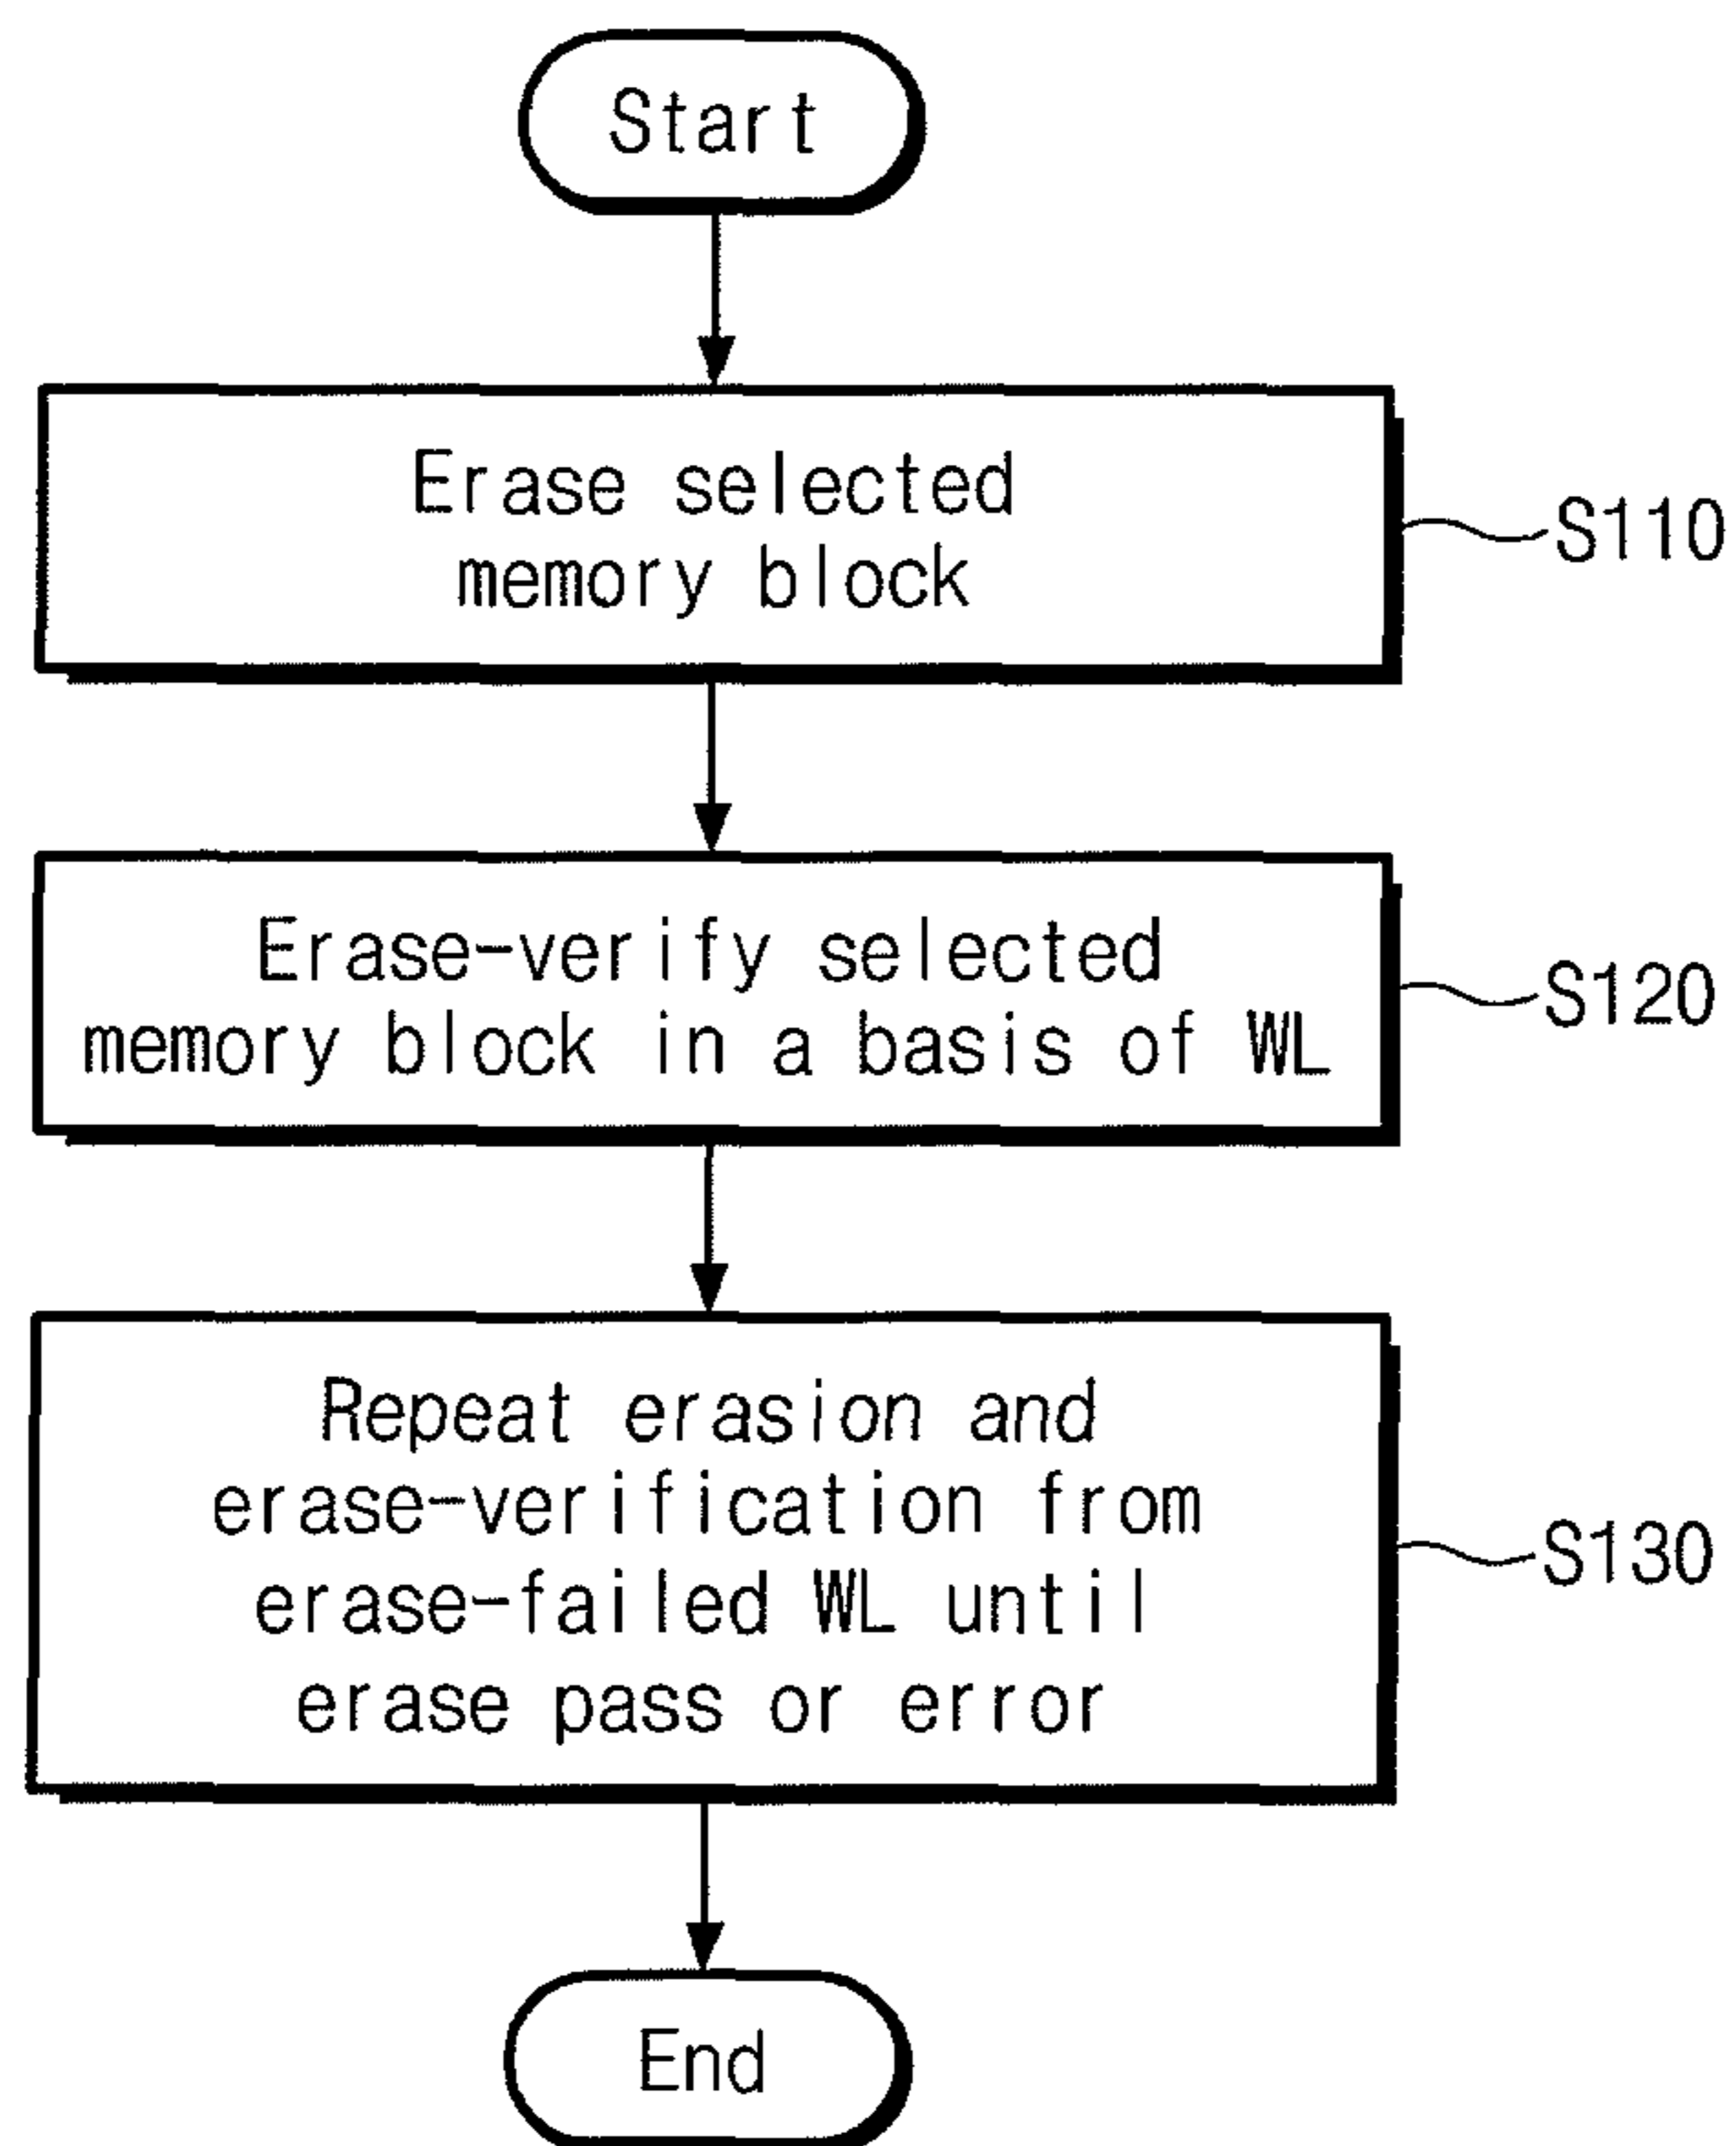 Start
Erase selected
memory block
S110
Erase-verify selected
memory block in a basis of WL
S120
Repeat erasion and
erase-verification from
erase-failed WL until
erase pass or error
S130
End